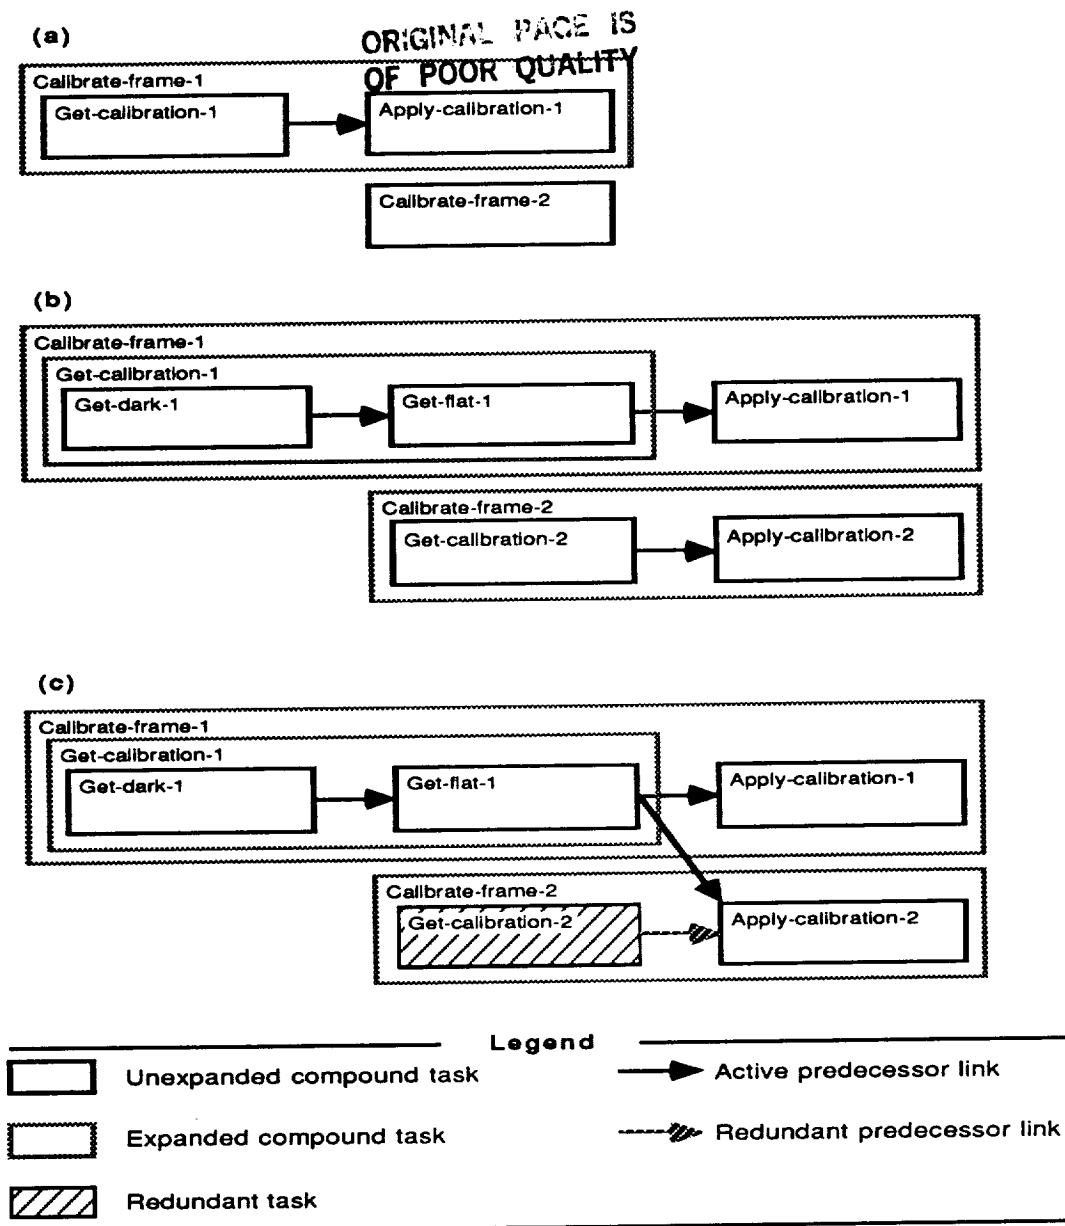 (a)
ORIGINAL PAGE IS
OF POOR QUALITY
Calibrate-frame-1
Get-calibration-1
Apply-calibration-1
Calibrate-frame-2
(b)
Calibrate-frame-1
Get-calibration-1
Get-dark-1
Get-flat-1
Apply-calibration-1
Calibrate-frame-2
Get-calibration-2
Apply-calibration-2
(c)
Calibrate-frame-1
Get-calibration-1
Get-dark-1
Get-flat-1
Apply-calibration-1
Calibrate-frame-2
Get-calibration-2
Apply-calibration-2
Legend
Unexpanded compound task
Active predecessor link
Expanded compound task
Redundant predecessor link
Redundant task